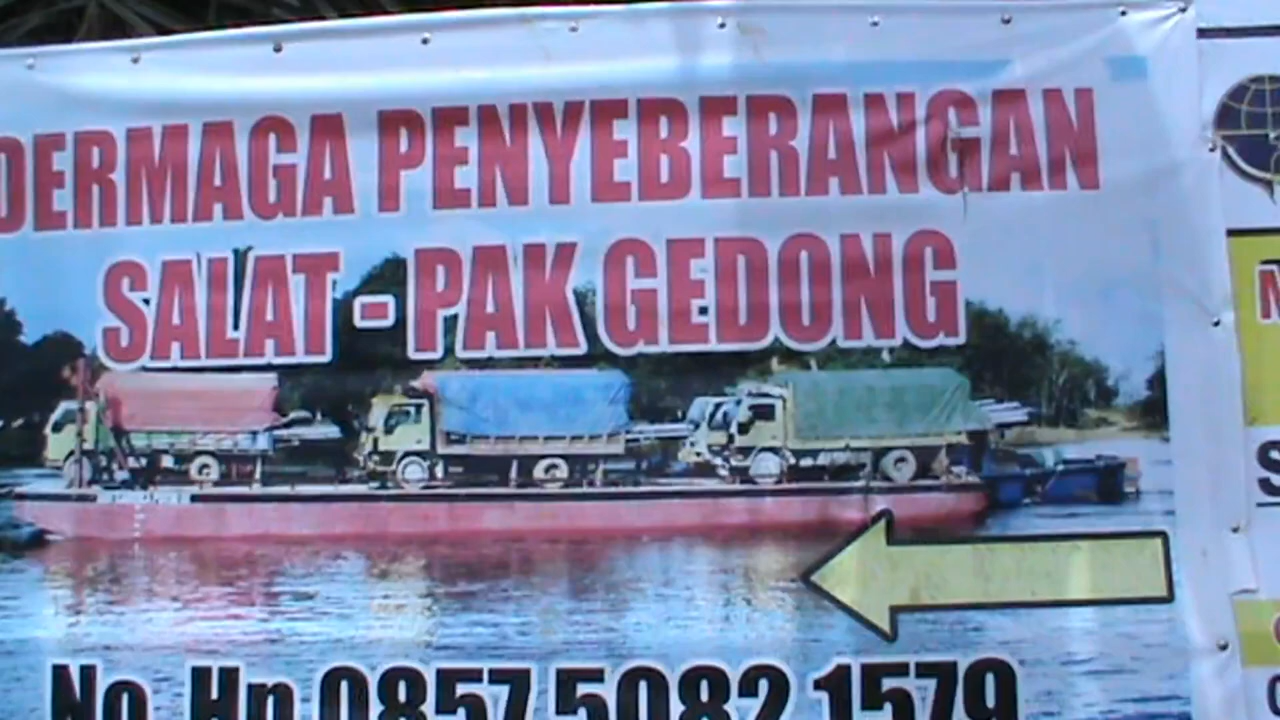 DERMAGA PENYEBERANGAN
SALAT - PAK GEDONG
No. Hp. 0857 5082 1579